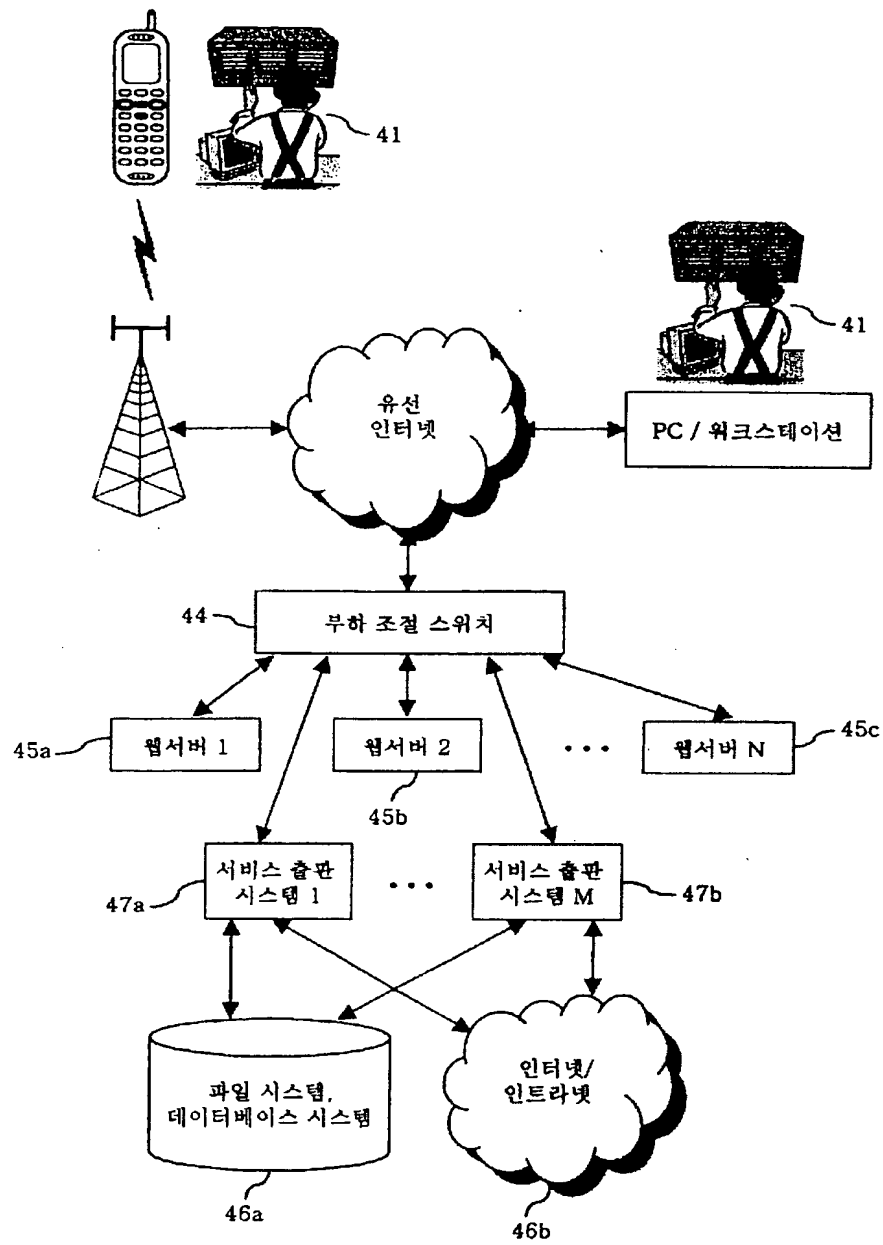 41
41
유선
인터넷
PC / 워크스테이션
44
부하 조절 스위치
45a
웹서버 1
웹서버 2
45b
• • •
웹서버 N
45c
서비스 출판
시스템 1
47a
• • •
서비스 출판
시스템 M
47b
파일 시스템,
데이터베이스 시스템
46a
인터넷/
인트라넷
46b